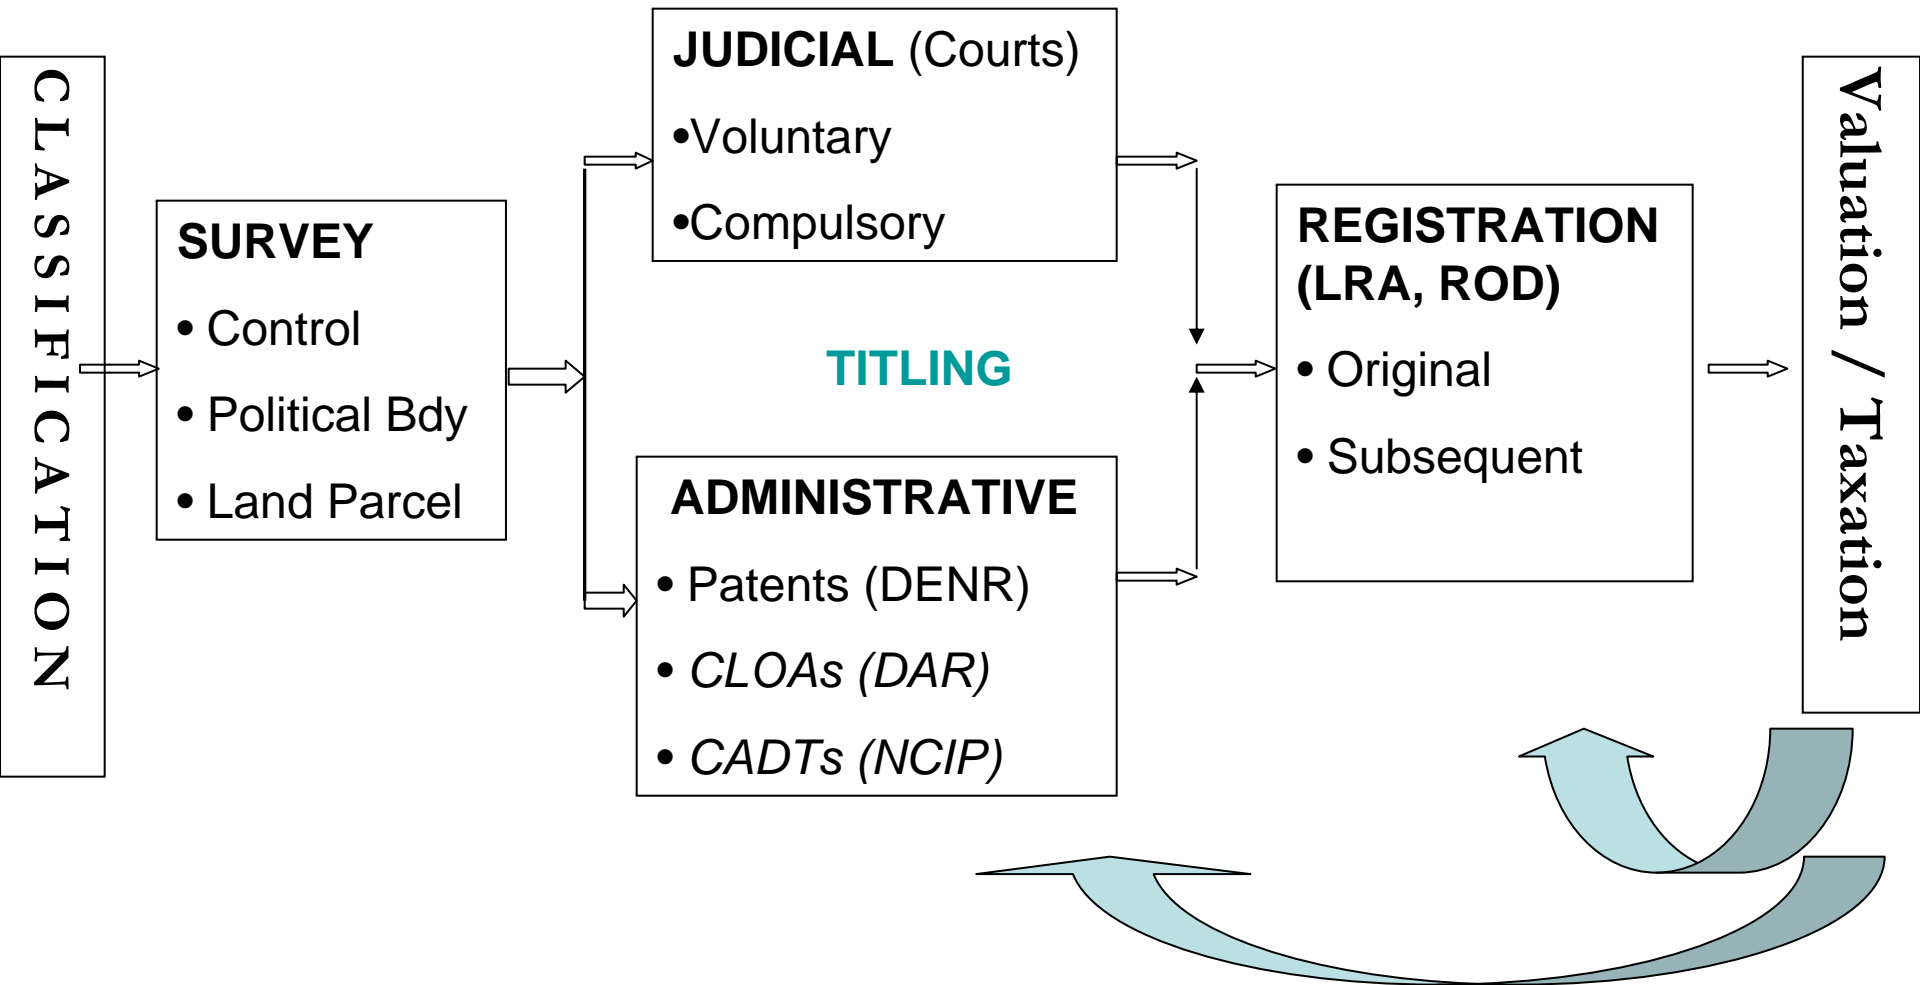 CLASSIFICATION
SURVEY
• Control
• Political Bdy
• Land Parcel
JUDICIAL (Courts)
•Voluntary
•Compulsory
TITLING
ADMINISTRATIVE
• Patents (DENR)
• CLOAs (DAR)
• CADTs (NCIP)
REGISTRATION
(LRA, ROD)
• Original
• Subsequent
Valuation / Taxation